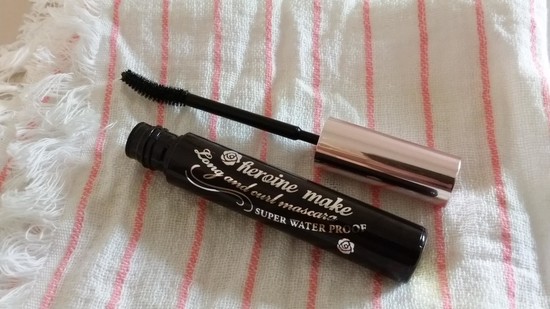 heroine make
Long and curl mascara
SUPER WATER PROOF